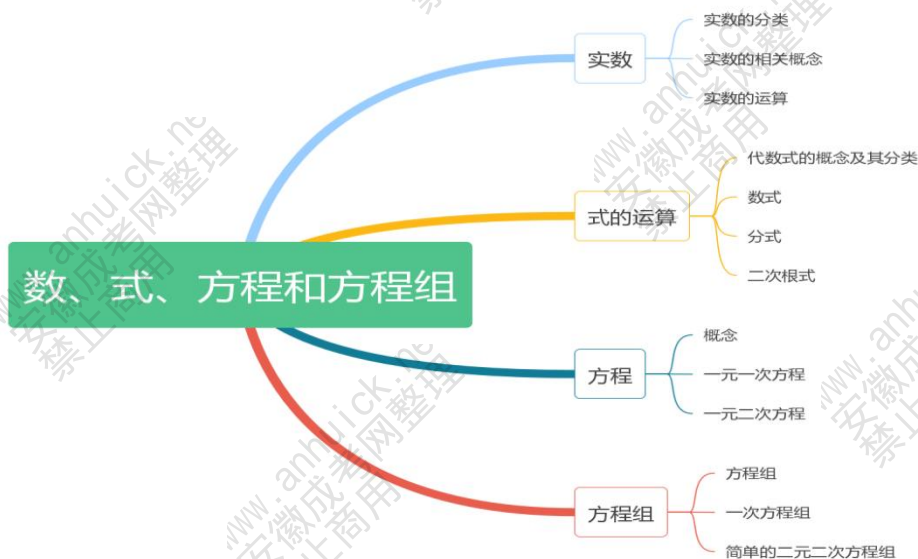 数、式、方程和方程组
实数
实数的分类
实数的相关概念
实数的运算
式的运算
代数式的概念及其分类
数式
分式
二次根式
方程
概念
一元一次方程
一元二次方程
方程组
方程组
一次方程组
简单的二元二次方程组
www.anhuick.ne
安徽成考网整理
禁止商用